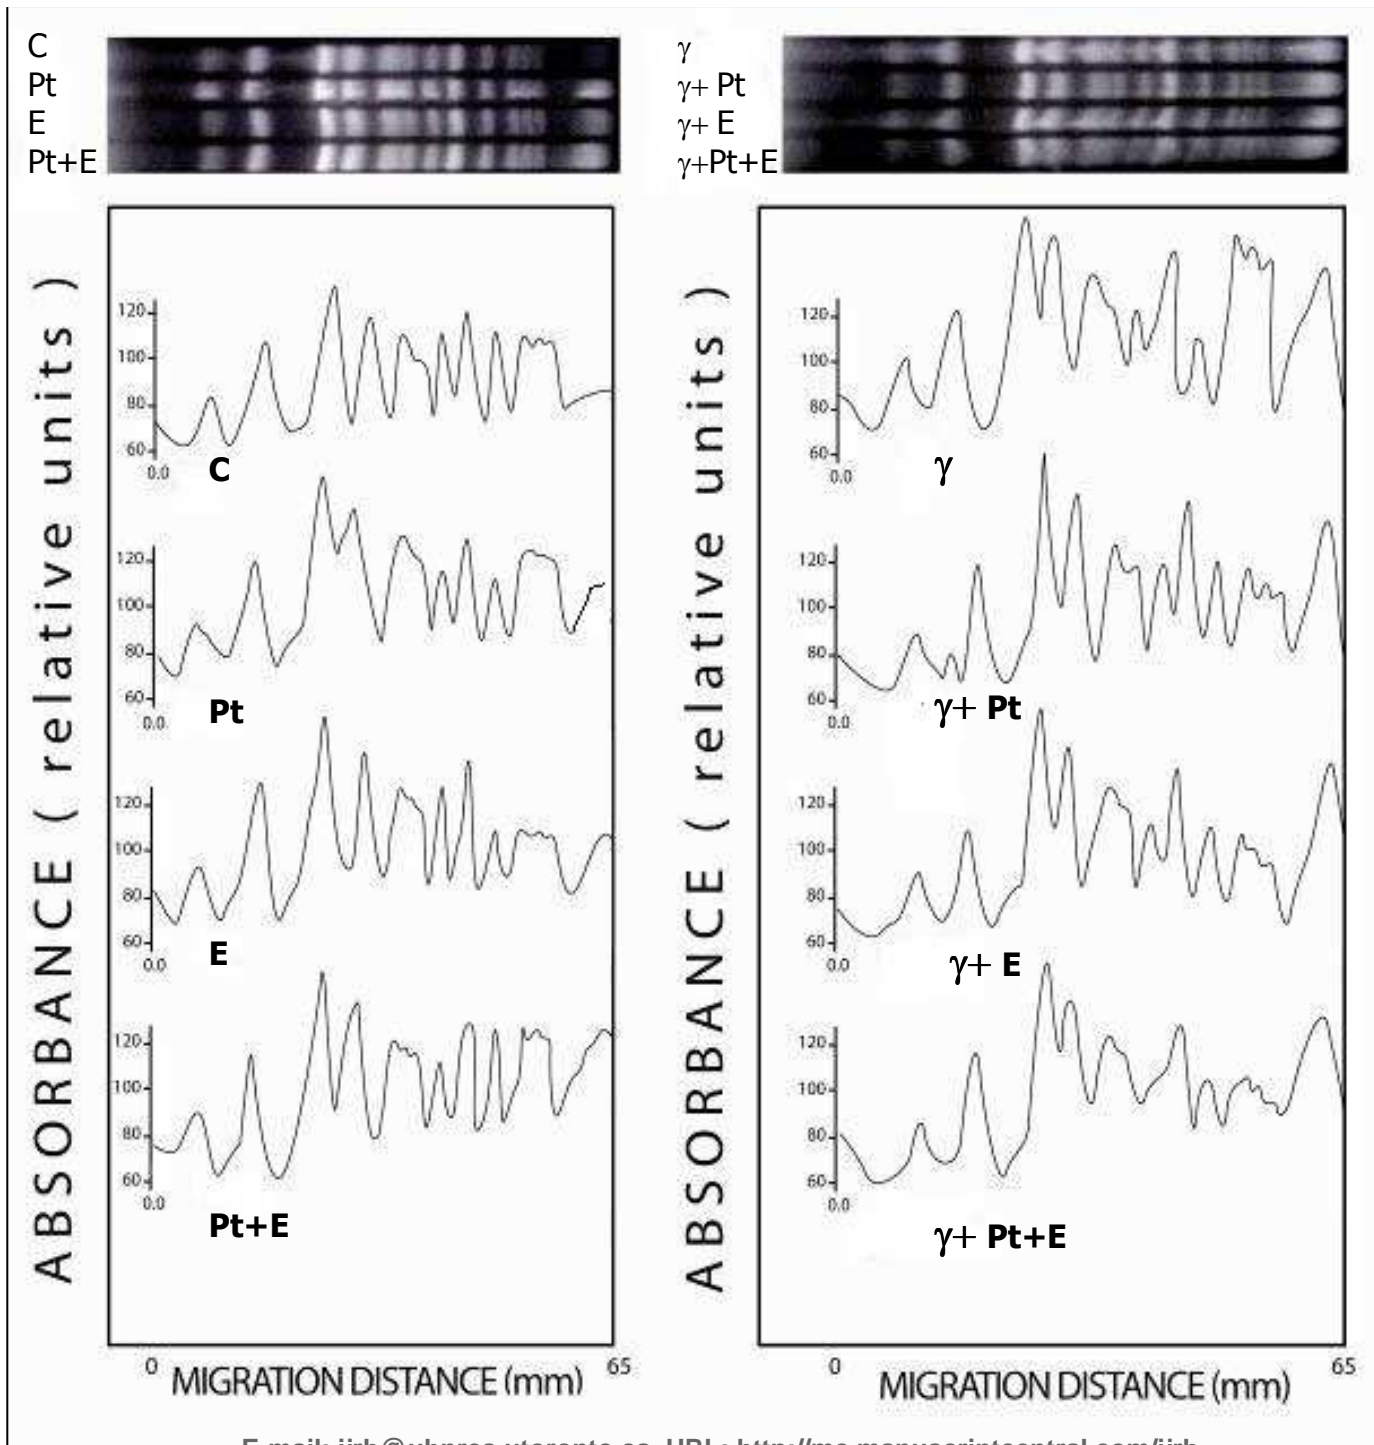 C
Pt
E
Pt+E
γ
γ+ Pt
γ+ E
γ+Pt+E
ABSORBANCE ( relative units )
120
100
80
60
0.0
C
120
100
80
60
0.0
Pt
120
100
80
60
0.0
E
120
100
80
60
0.0
Pt+E
0
65
MIGRATION DISTANCE (mm)
ABSORBANCE ( relative units )
120
100
80
60
0.0
γ
120
100
80
60
0.0
γ+ Pt
120
100
80
60
0.0
γ+ E
120
100
80
60
0.0
γ+ Pt+E
0
65
MIGRATION DISTANCE (mm)